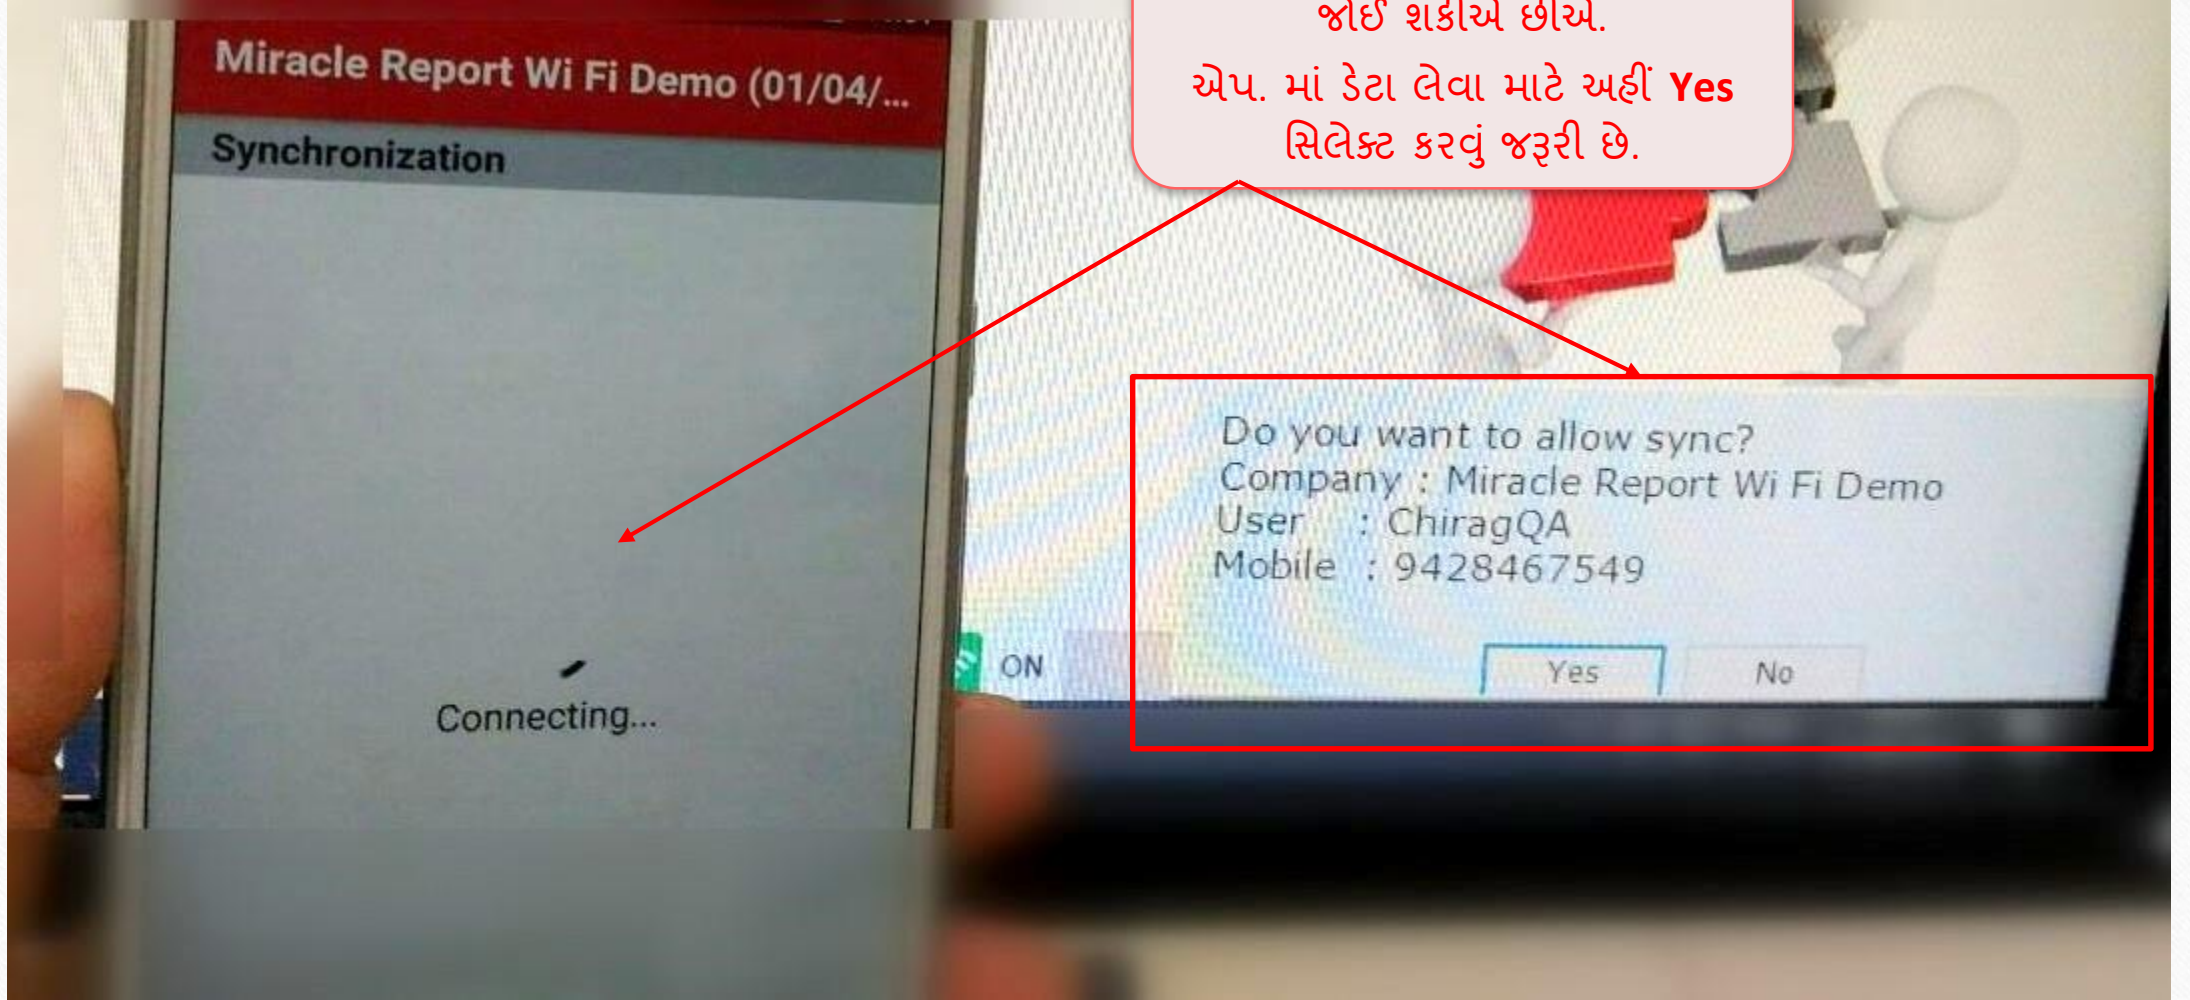 Miracle Report Wi Fi Demo (01/04/...
Synchronization
Connecting...
જોઈ શકીએ છીએ.
એપ. માં ડેટા લેવા માટે અહીં Yes
સિલેક્ટ કરવું જરૂરી છે.
Do you want to allow sync?
Company : Miracle Report Wi Fi Demo
User : ChiragQA
Mobile : 9428467549
ON
Yes No